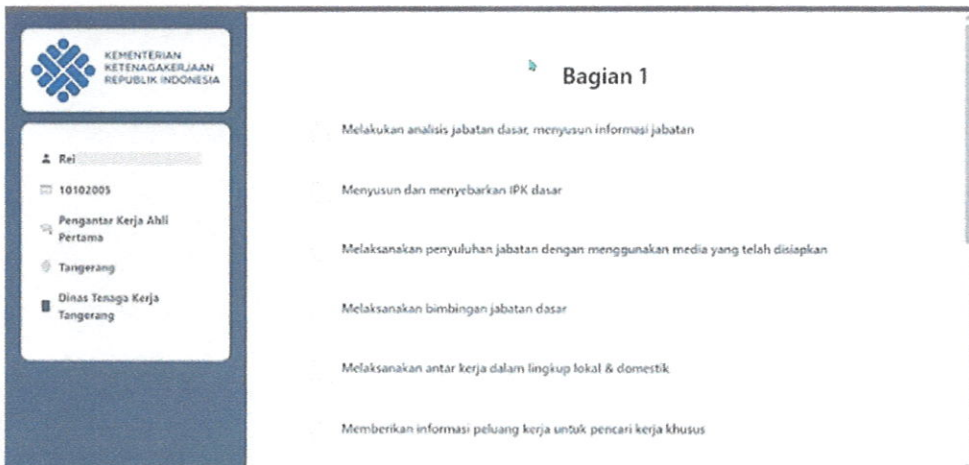 KEMENTERIAN
KETENAGAKERJAAN
REPUBLIK INDONESIA
Rei
10102005
Pengantar Kerja Ahli
Pertama
Tangerang
Dinas Tenaga Kerja
Tangerang
Bagian 1
Melakukan analisis jabatan dasar, menyusun informasi jabatan
Menyusun dan menyebarkan IPK dasar
Melaksanakan penyuluhan jabatan dengan menggunakan media yang telah disiapkan
Melaksanakan bimbingan jabatan dasar
Melaksanakan antar kerja dalam lingkup lokal & domestik
Memberikan informasi peluang kerja untuk pencari kerja khusus